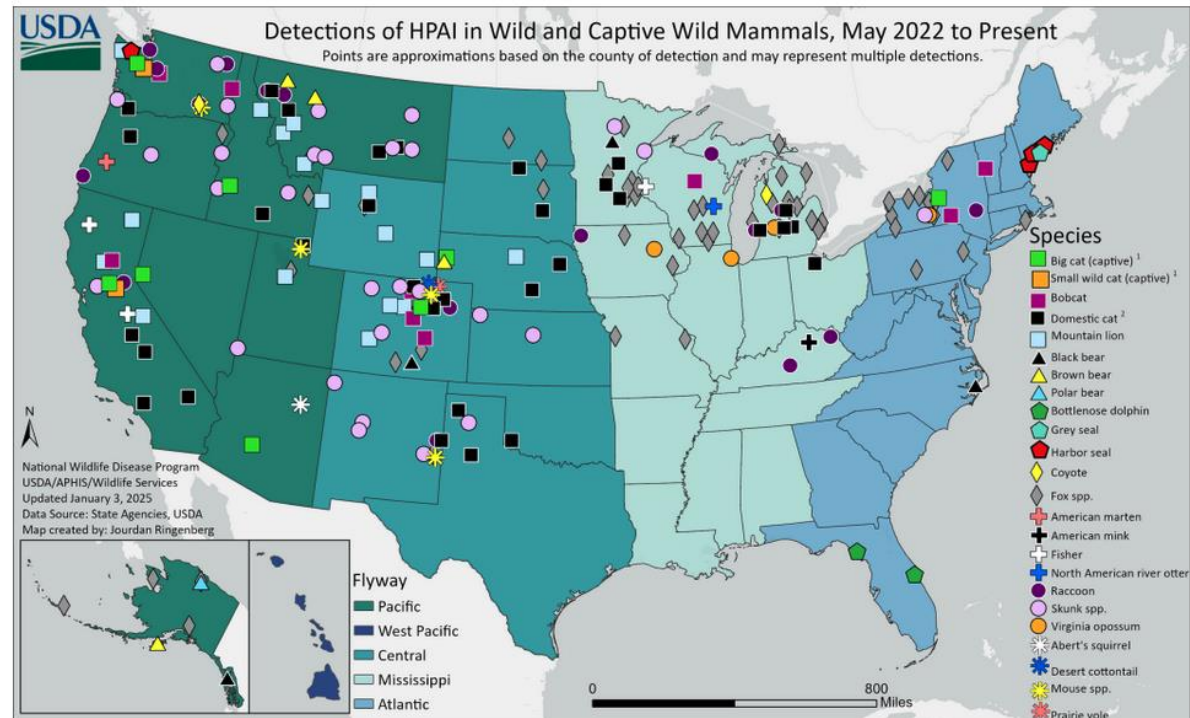 USDA
Detections of HPAI in Wild and Captive Wild Mammals, May 2022 to Present
Points are approximations based on the county of detection and may represent multiple detections.
Species
Big cat (captive) 1
Small wild cat (captive) 1
Bobcat
Domestic cat 2
Mountain lion
Black bear
Brown bear
Polar bear
Bottlenose dolphin
Grey seal
Harbor seal
Coyote
Fox spp.
American marten
American mink
Fisher
North American river otter
Raccoon
Skunk spp.
Virginia opossum
Abert's squirrel
Desert cottontail
Mouse spp.
Prairie vole
N
National Wildlife Disease Program
USDA/APHIS/Wildlife Services
Updated January 3, 2025
Data Source: State Agencies, USDA
Map created by: Jourdan Ringenberg
Flyway
Pacific
West Pacific
Central
Mississippi
Atlantic
0 800
Miles